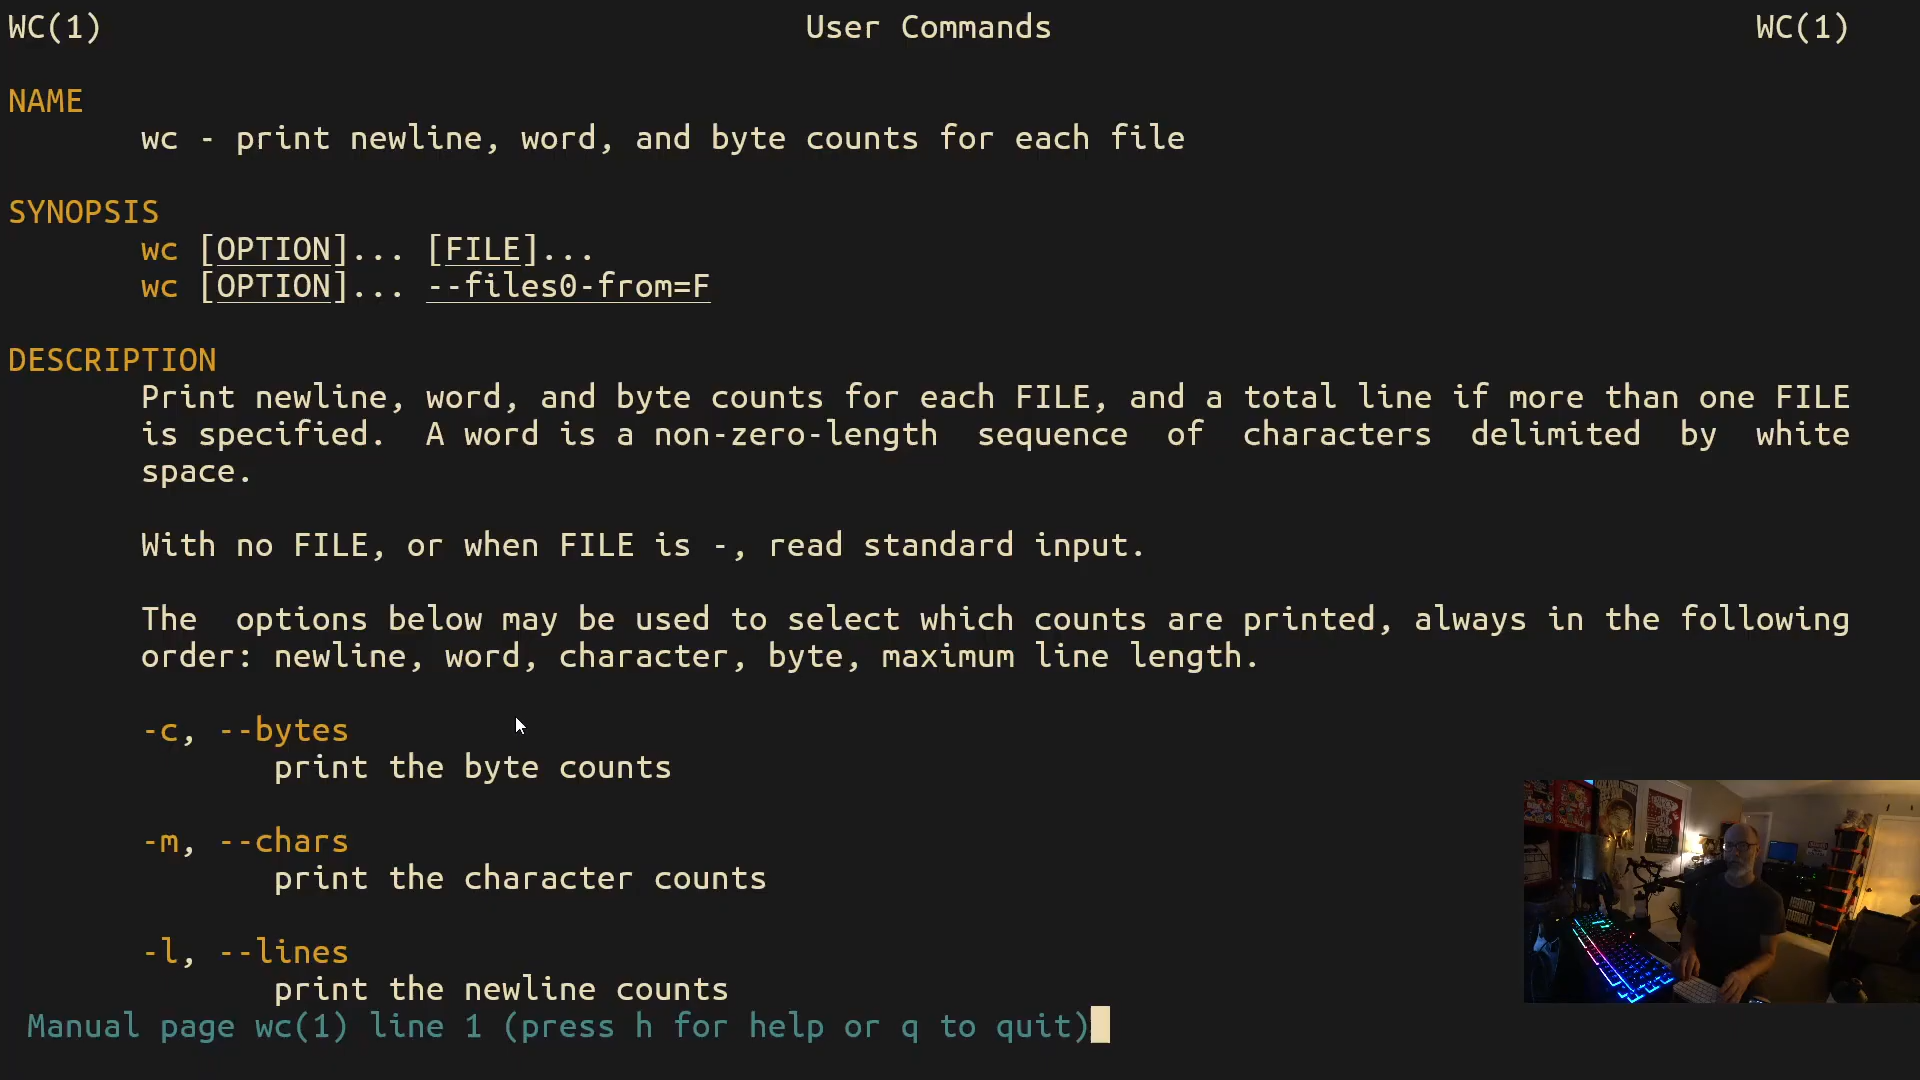 WC(1) User Commands WC(1)
NAME
wc - print newline, word, and byte counts for each file
SYNOPSIS
wc [OPTION]... [FILE]...
wc [OPTION]... --files0-from=F
DESCRIPTION
Print newline, word, and byte counts for each FILE, and a total line if more than one FILE
is specified. A word is a non-zero-length sequence of characters delimited by white
space.
With no FILE, or when FILE is -, read standard input.
The options below may be used to select which counts are printed, always in the following
order: newline, word, character, byte, maximum line length.
-c, --bytes
print the byte counts
-m, --chars
print the character counts
-l, --lines
print the newline counts
Manual page wc(1) line 1 (press h for help or q to quit)